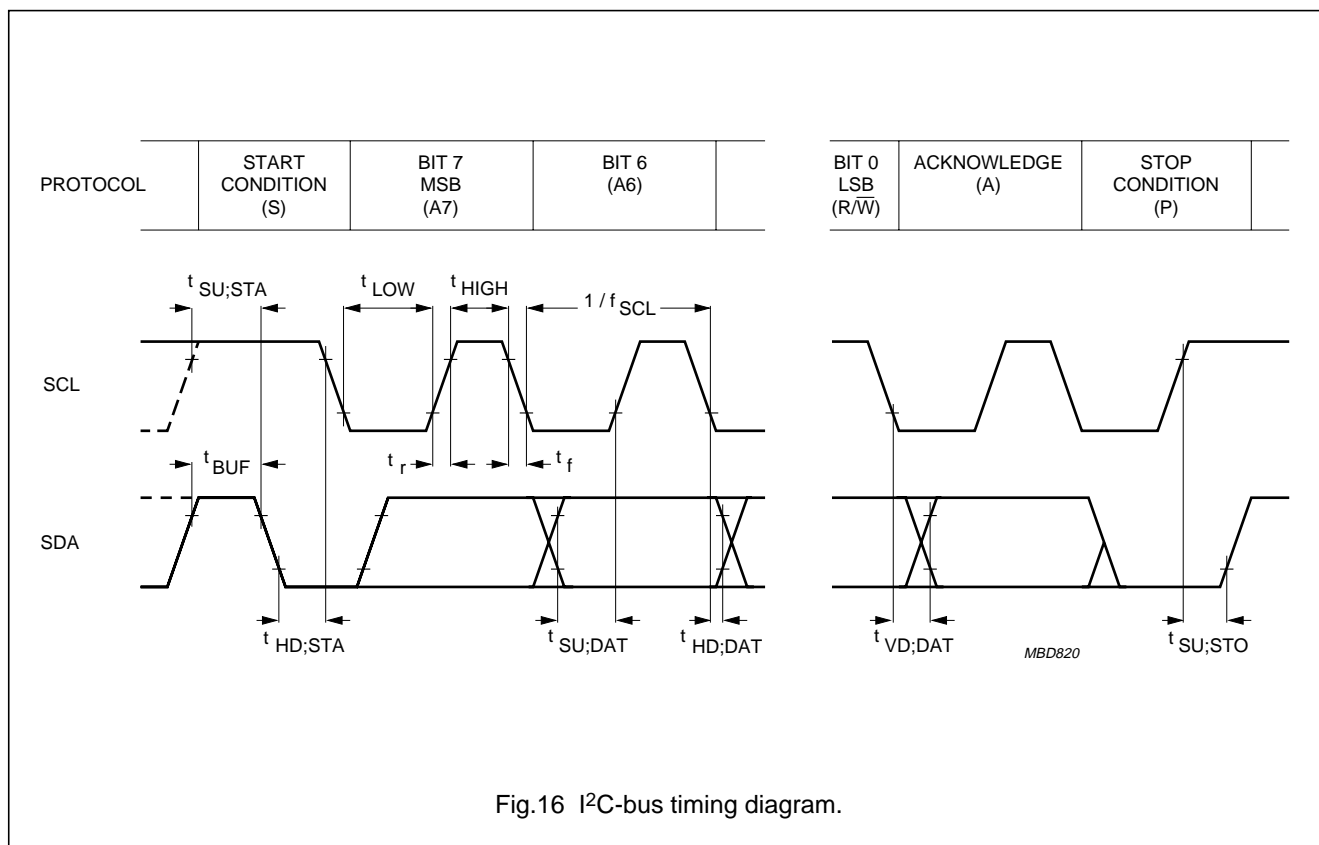 PROTOCOL
START
CONDITION
(S)
BIT 7
MSB
(A7)
BIT 6
(A6)
BIT 0
LSB
(R/W̅)
ACKNOWLEDGE
(A)
STOP
CONDITION
(P)
t SU;STA
t LOW
t HIGH
1 / f SCL
SCL
t BUF
t r
t f
SDA
t HD;STA
t SU;DAT
t HD;DAT
t VD;DAT
MBD820
t SU;STO
Fig.16 I²C-bus timing diagram.